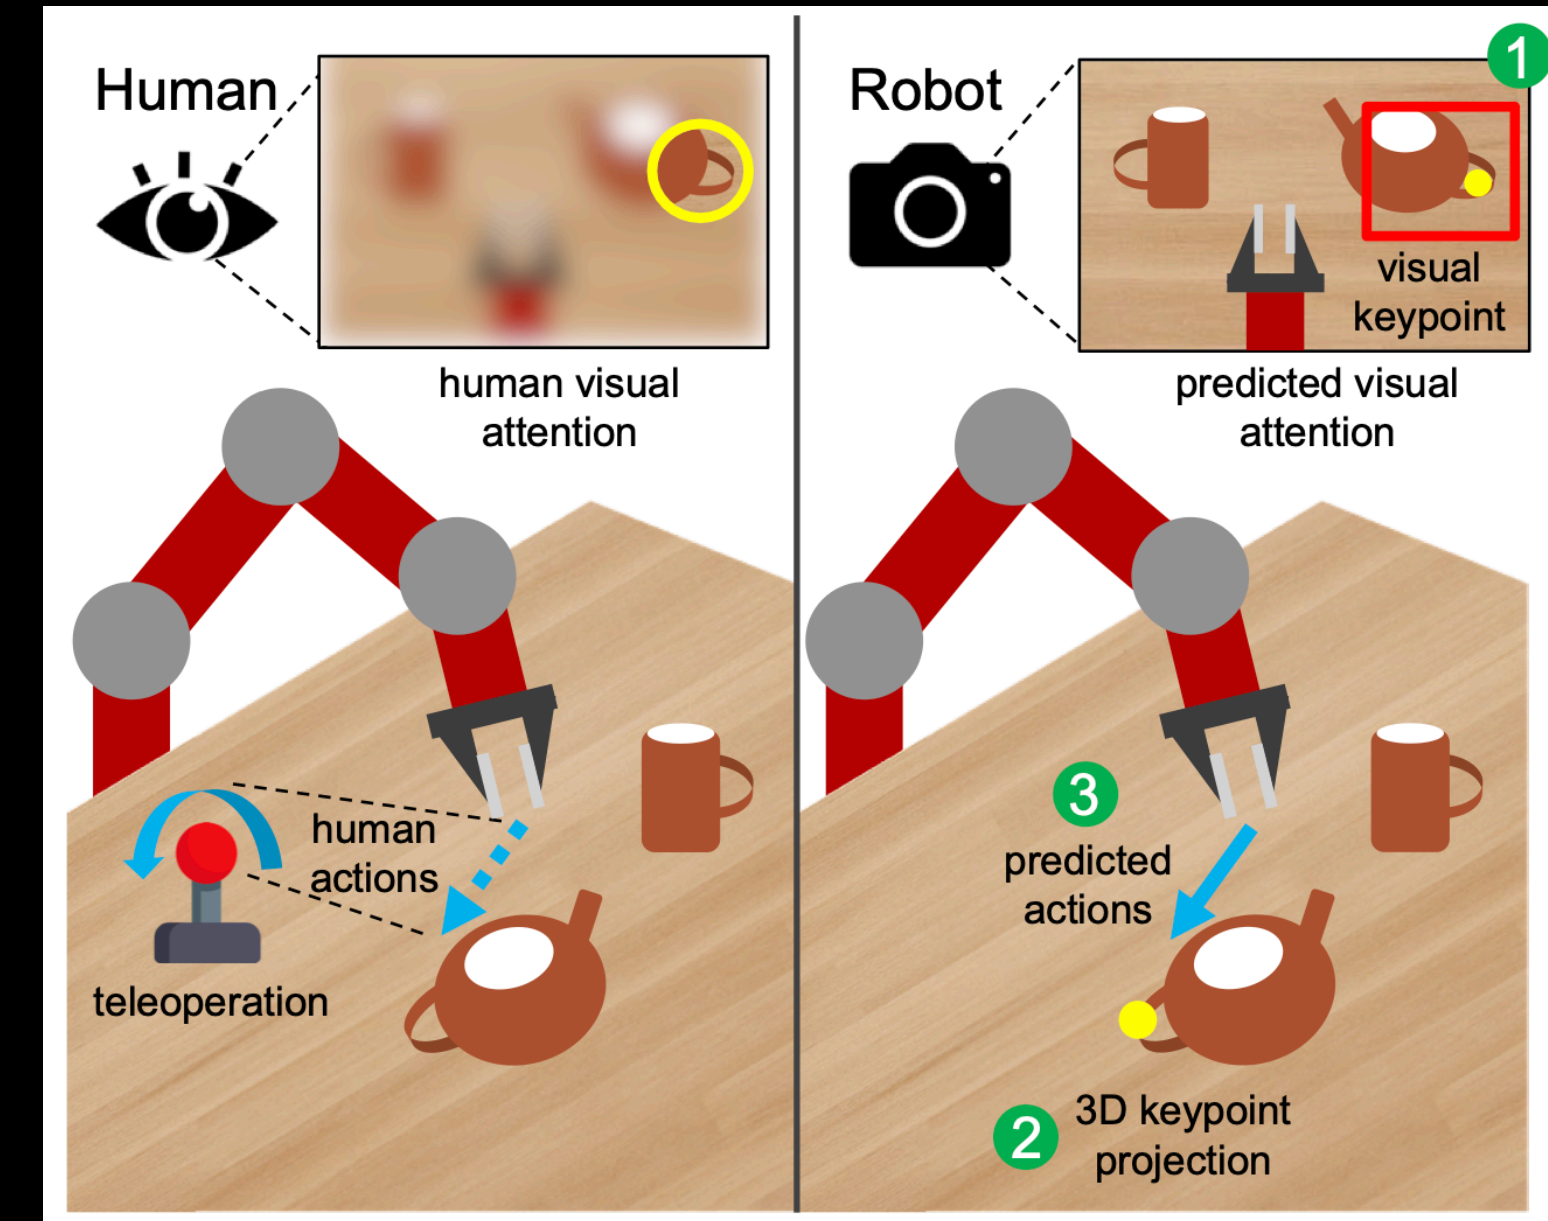 Human
human visual
attention
human
actions
teleoperation
Robot
1
visual
keypoint
predicted visual
attention
3
predicted
actions
2
3D keypoint
projection